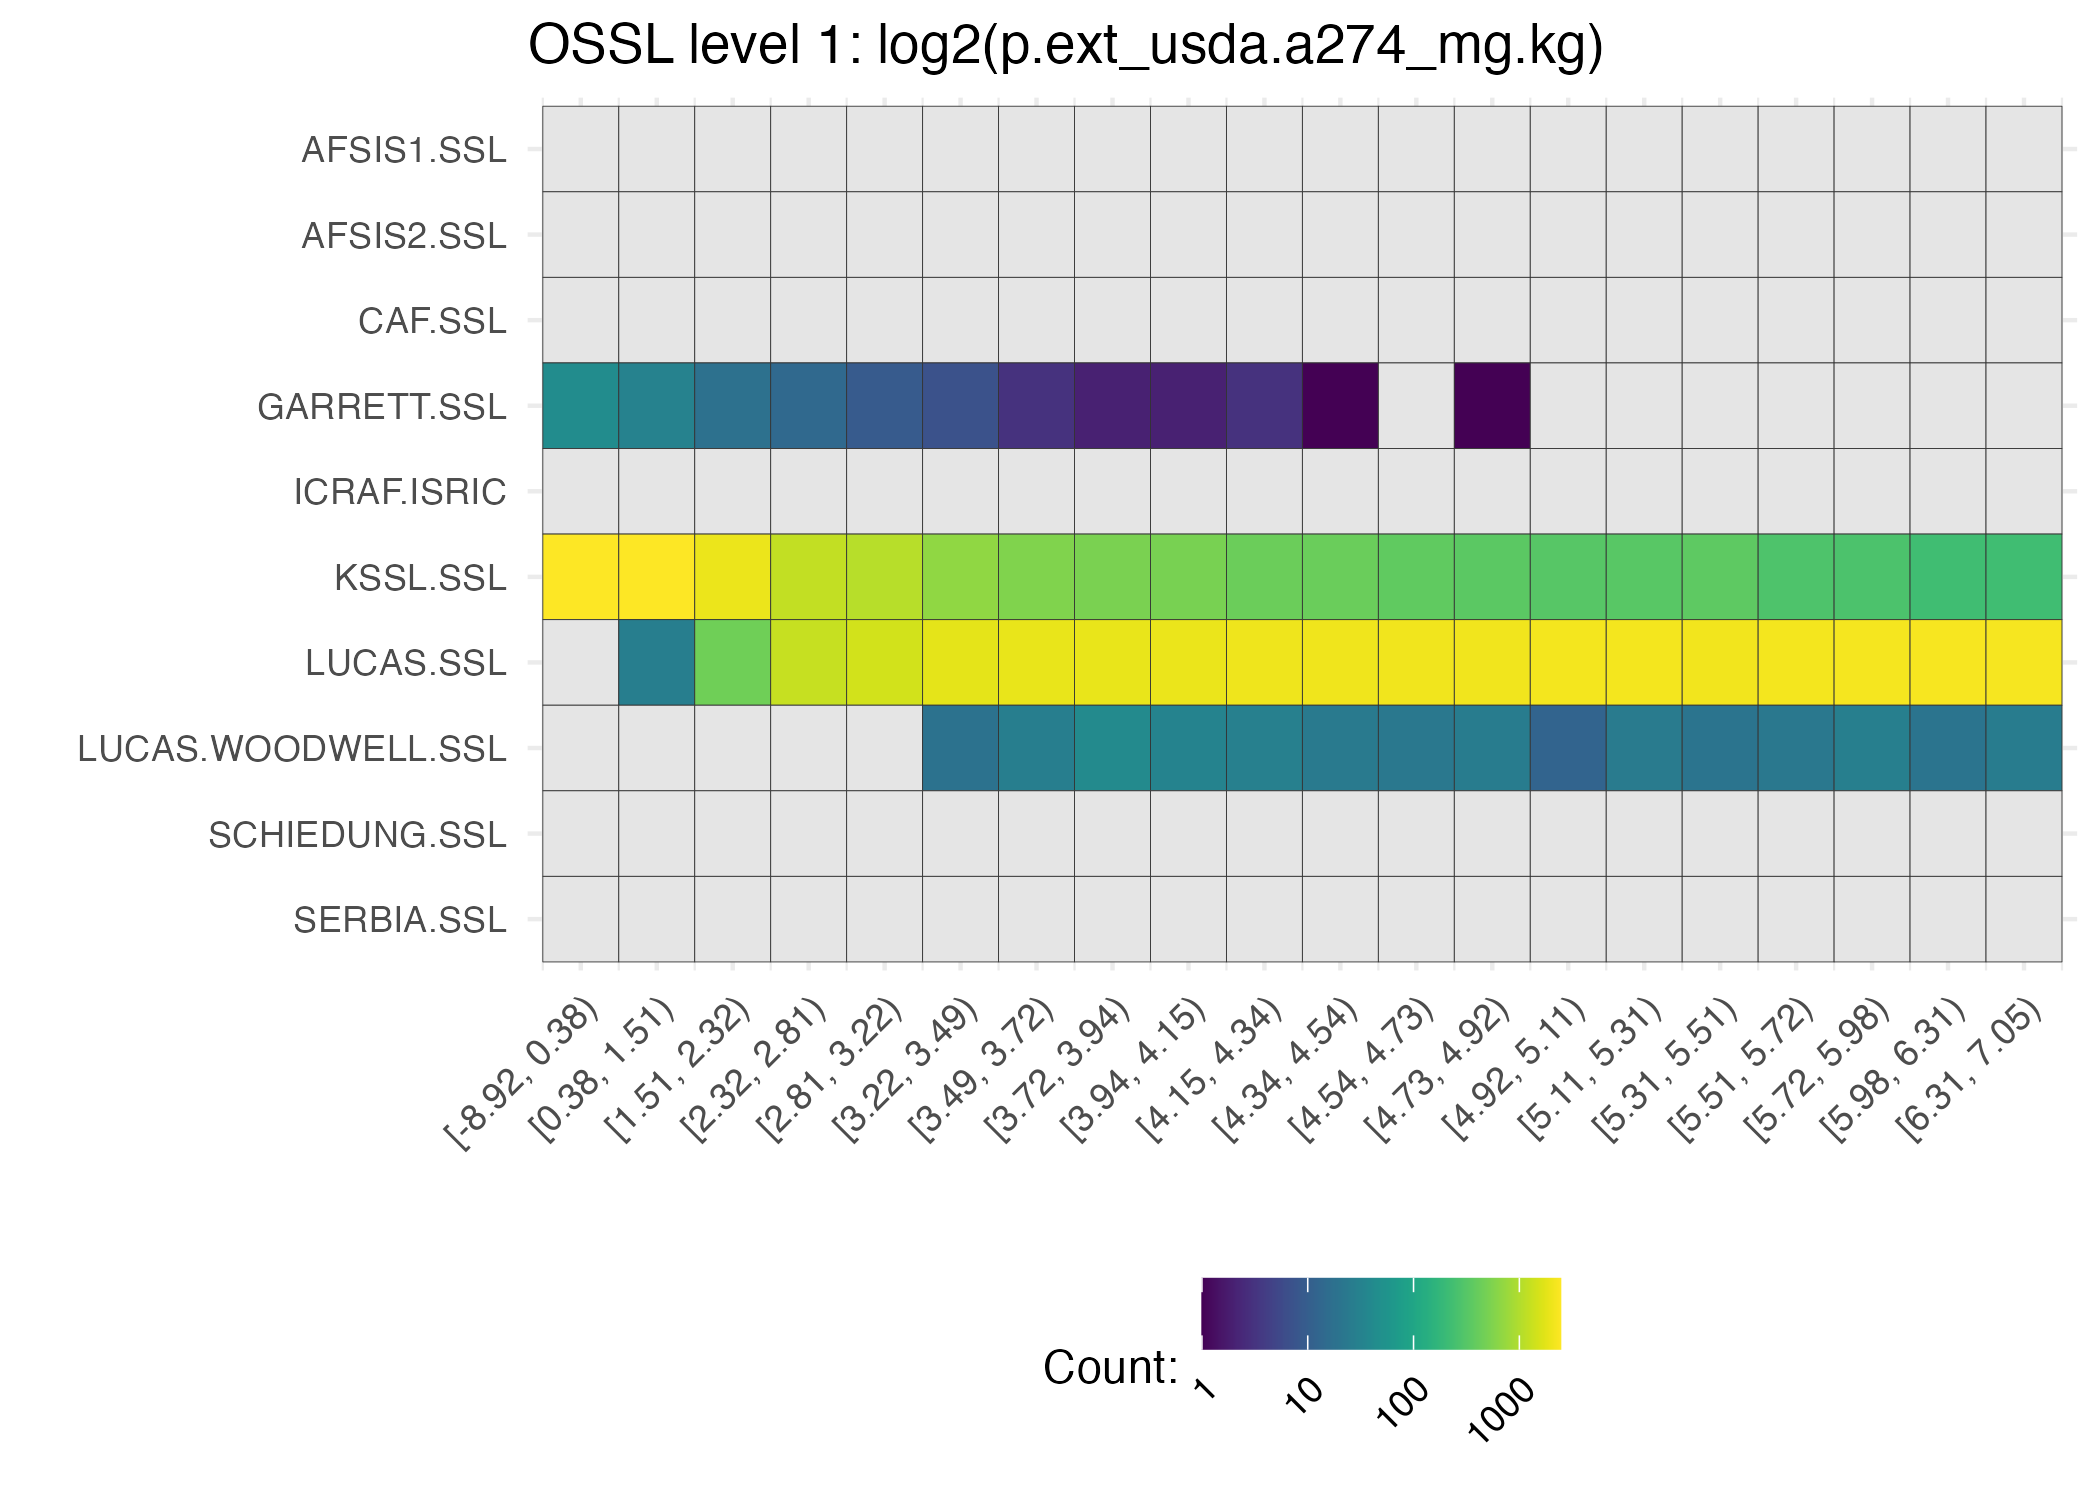 OSSL level 1: log2(p.ext_usda.a274_mg.kg)
AFSIS1.SSL
AFSIS2.SSL
CAF.SSL
GARRETT.SSL
ICRAF.ISRIC
KSSL.SSL
LUCAS.SSL
LUCAS.WOODWELL.SSL
SCHIEDUNG.SSL
SERBIA.SSL
[-8.92, 0.38)
[0.38, 1.51)
[1.51, 2.32)
[2.32, 2.81)
[2.81, 3.22)
[3.22, 3.49)
[3.49, 3.72)
[3.72, 3.94)
[3.94, 4.15)
[4.15, 4.34)
[4.34, 4.54)
[4.54, 4.73)
[4.73, 4.92)
[4.92, 5.11)
[5.11, 5.31)
[5.31, 5.51)
[5.51, 5.72)
[5.72, 5.98)
[5.98, 6.31)
[6.31, 7.05)
Count:
1
10
100
1000